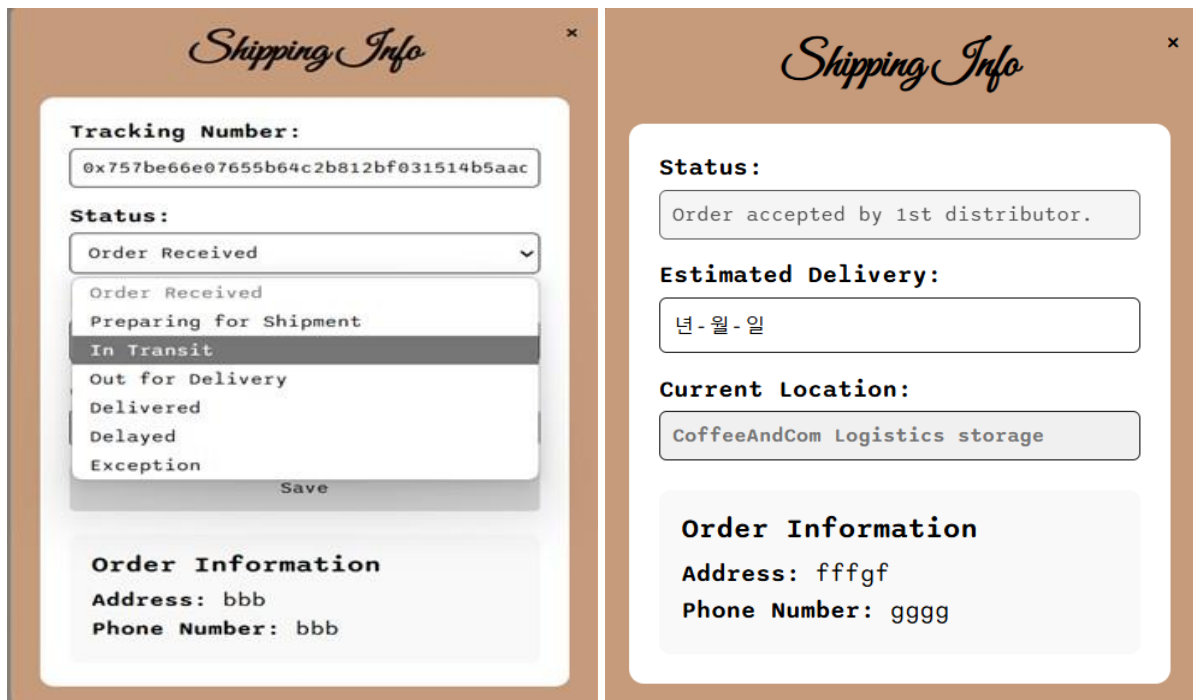 Shipping Info
×
Tracking Number:
0x757be66e07655b64c2b812bf031514b5aac
Status:
Order Received
Order Received
Preparing for Shipment
In Transit
Out for Delivery
Delivered
Delayed
Exception
Save
Order Information
Address: bbb
Phone Number: bbb
Shipping Info
×
Status:
Order accepted by 1st distributor.
Estimated Delivery:
년-월-일
Current Location:
CoffeeAndCom Logistics storage
Order Information
Address: fffgf
Phone Number: gggg